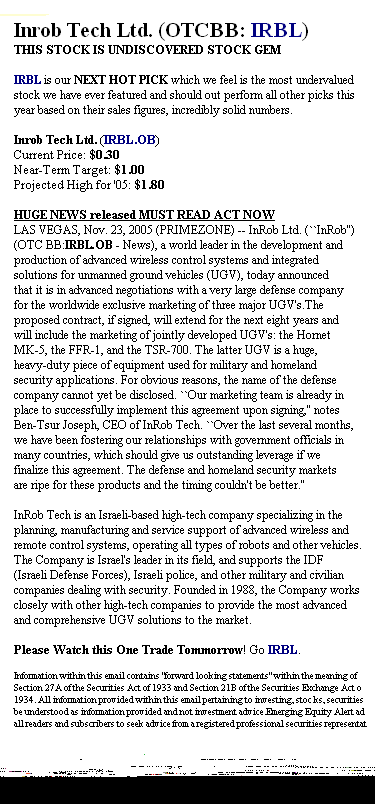 Inrob Tech Ltd. (OTCBB: IRBL)
THIS STOCK IS UNDISCOVERED STOCK GEM
IRBL is our NEXT HOT PICK which we feel is the most undervalued
stock we have ever featured and should out perform all other picks this
year based on their sales figures, incredibly solid numbers.
Inrob Tech Ltd. (IRBL.OB)
Current Price: $0.30
Near-Term Target: $1.00
Projected High for '05: $1.80
HUGE NEWS released MUST READ ACT NOW
LAS VEGAS, Nov. 23, 2005 (PRIMEZONE) -- InRob Ltd. (``InRob'')
(OTC BB:IRBL.OB - News), a world leader in the development and
production of advanced wireless control systems and integrated
solutions for unmanned ground vehicles (UGV), today announced
that it is in advanced negotiations with a very large defense company
for the worldwide exclusive marketing of three major UGV's.The
proposed contract, if signed, will extend for the next eight years and
will include the marketing of jointly developed UGV's: the Hornet
MK-5, the FFR-1, and the TSR-700. The latter UGV is a huge,
heavy-duty piece of equipment used for military and homeland
security applications. For obvious reasons, the name of the defense
company cannot yet be disclosed. ``Our marketing team is already in
place to successfully implement this agreement upon signing,'' notes
Ben-Tsur Joseph, CEO of InRob Tech. ``Over the last several months,
we have been fostering our relationships with government officials in
many countries, which should give us outstanding leverage if we
finalize this agreement. The defense and homeland security markets
are ripe for these products and the timing couldn't be better.''
InRob Tech is an Israeli-based high-tech company specializing in the
planning, manufacturing and service support of advanced wireless and
remote control systems, operating all types of robots and other vehicles.
The Company is Israel's leader in its field, and supports the IDF
(Israeli Defense Forces), Israeli police, and other military and civilian
companies dealing with security. Founded in 1988, the Company works
closely with other high-tech companies to provide the most advanced
and comprehensive UGV solutions to the market.
Please Watch this One Trade Tommorrow! Go IRBL.
Information within this email contains "forward looking statements" within the meaning of
Section 27A of the Securities Act of 1933 and Section 21B of the Securities Exchange Act o
1934. All information provided within this email pertaining to investing, stocks, securities
be understood as information provided and not investment advice. Emerging Equity Alert ad
all readers and subscribers to seek advice from a registered professional securities representat